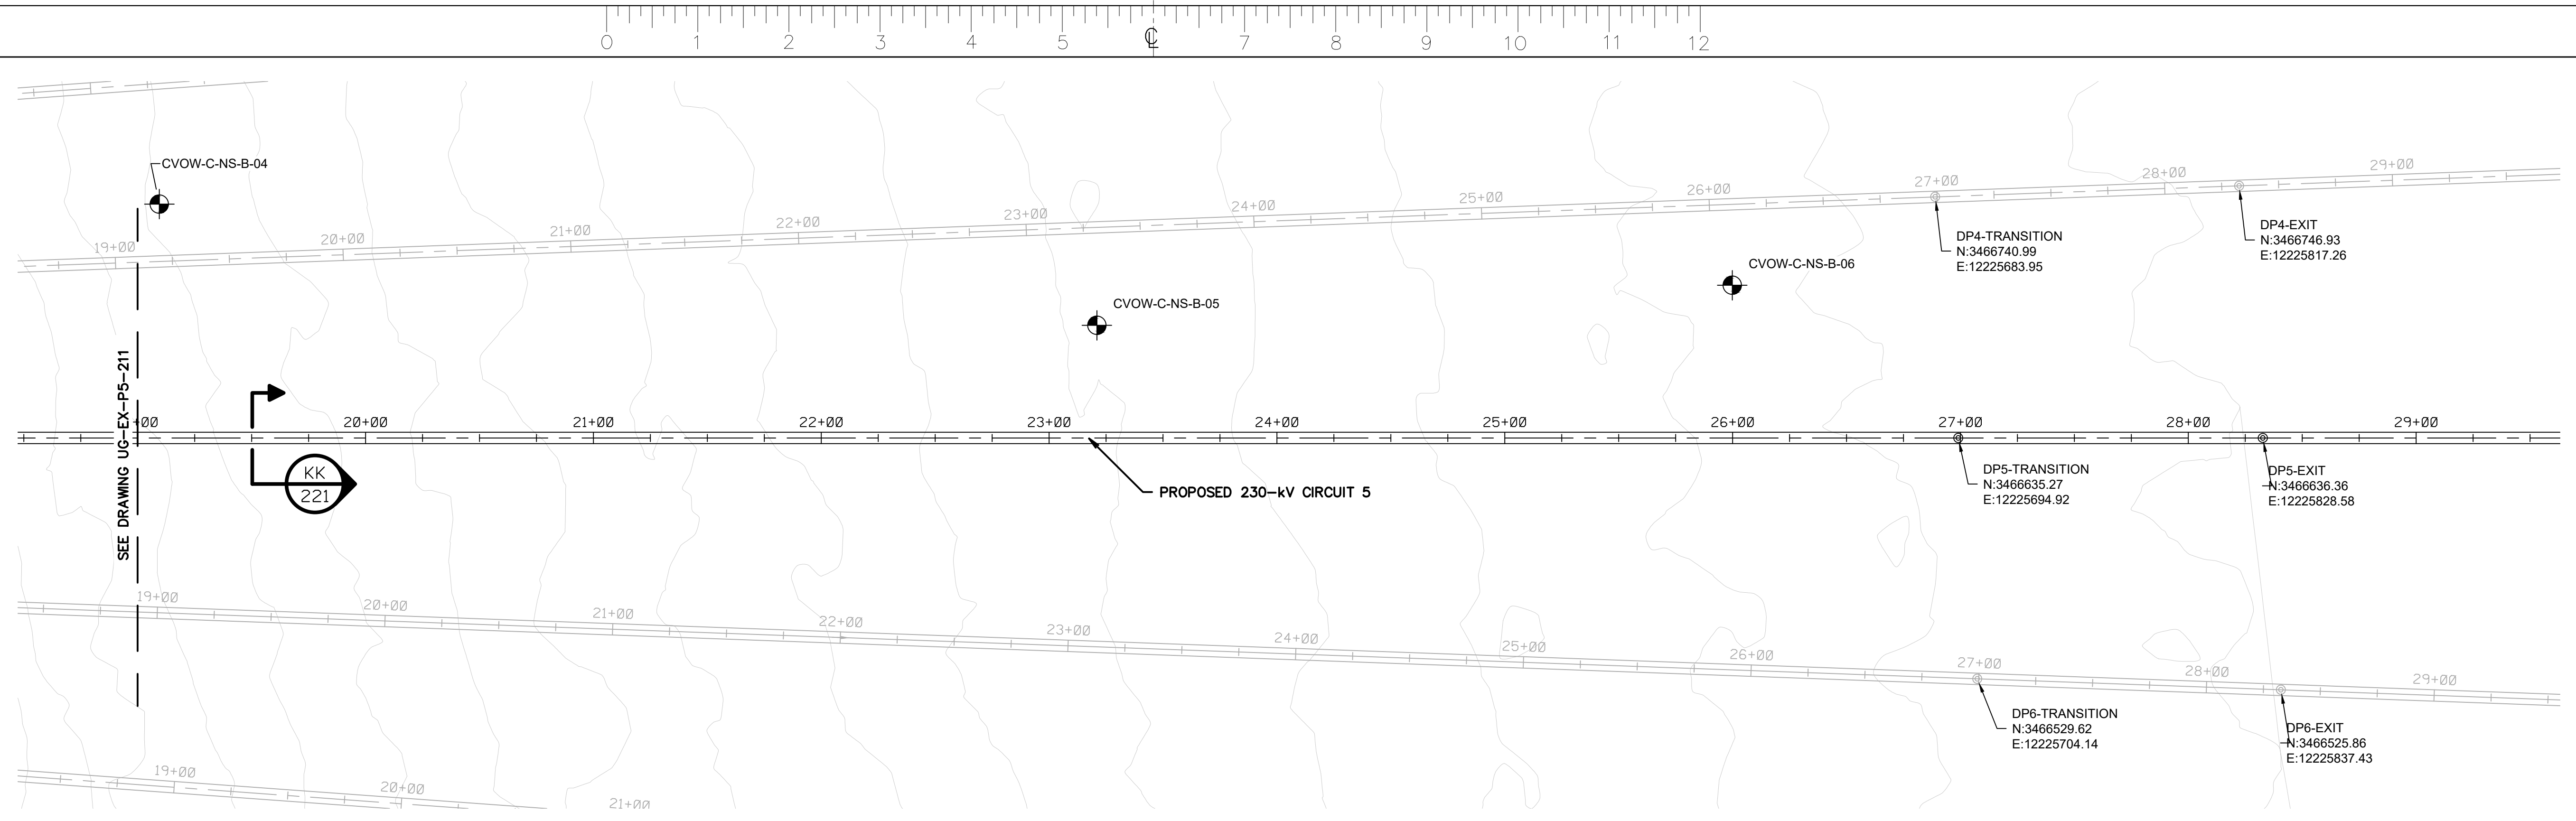 0 1 2 3 4 5 ℄ 7 8 9 10 11 12
CVOW-C-NS-B-04
19+00 20+00 21+00 22+00 23+00 24+00 25+00 26+00 27+00 28+00 29+00
DP4-TRANSITION
N:3466740.99
E:12225683.95
DP4-EXIT
N:3466746.93
E:12225817.26
CVOW-C-NS-B-05
CVOW-C-NS-B-06
SEE DRAWING UG-EX-P5-211
+00 20+00 21+00 22+00 23+00 24+00 25+00 26+00 27+00 28+00 29+00
KK
221
PROPOSED 230-kV CIRCUIT 5
DP5-TRANSITION
N:3466635.27
E:12225694.92
DP5-EXIT
N:3466636.36
E:12225828.58
19+00 20+00 21+00 22+00 23+00 24+00 25+00 26+00 27+00 28+00 29+00
DP6-TRANSITION
N:3466529.62
E:12225704.14
DP6-EXIT
N:3466525.86
E:12225837.43
19+00 20+00 21+00